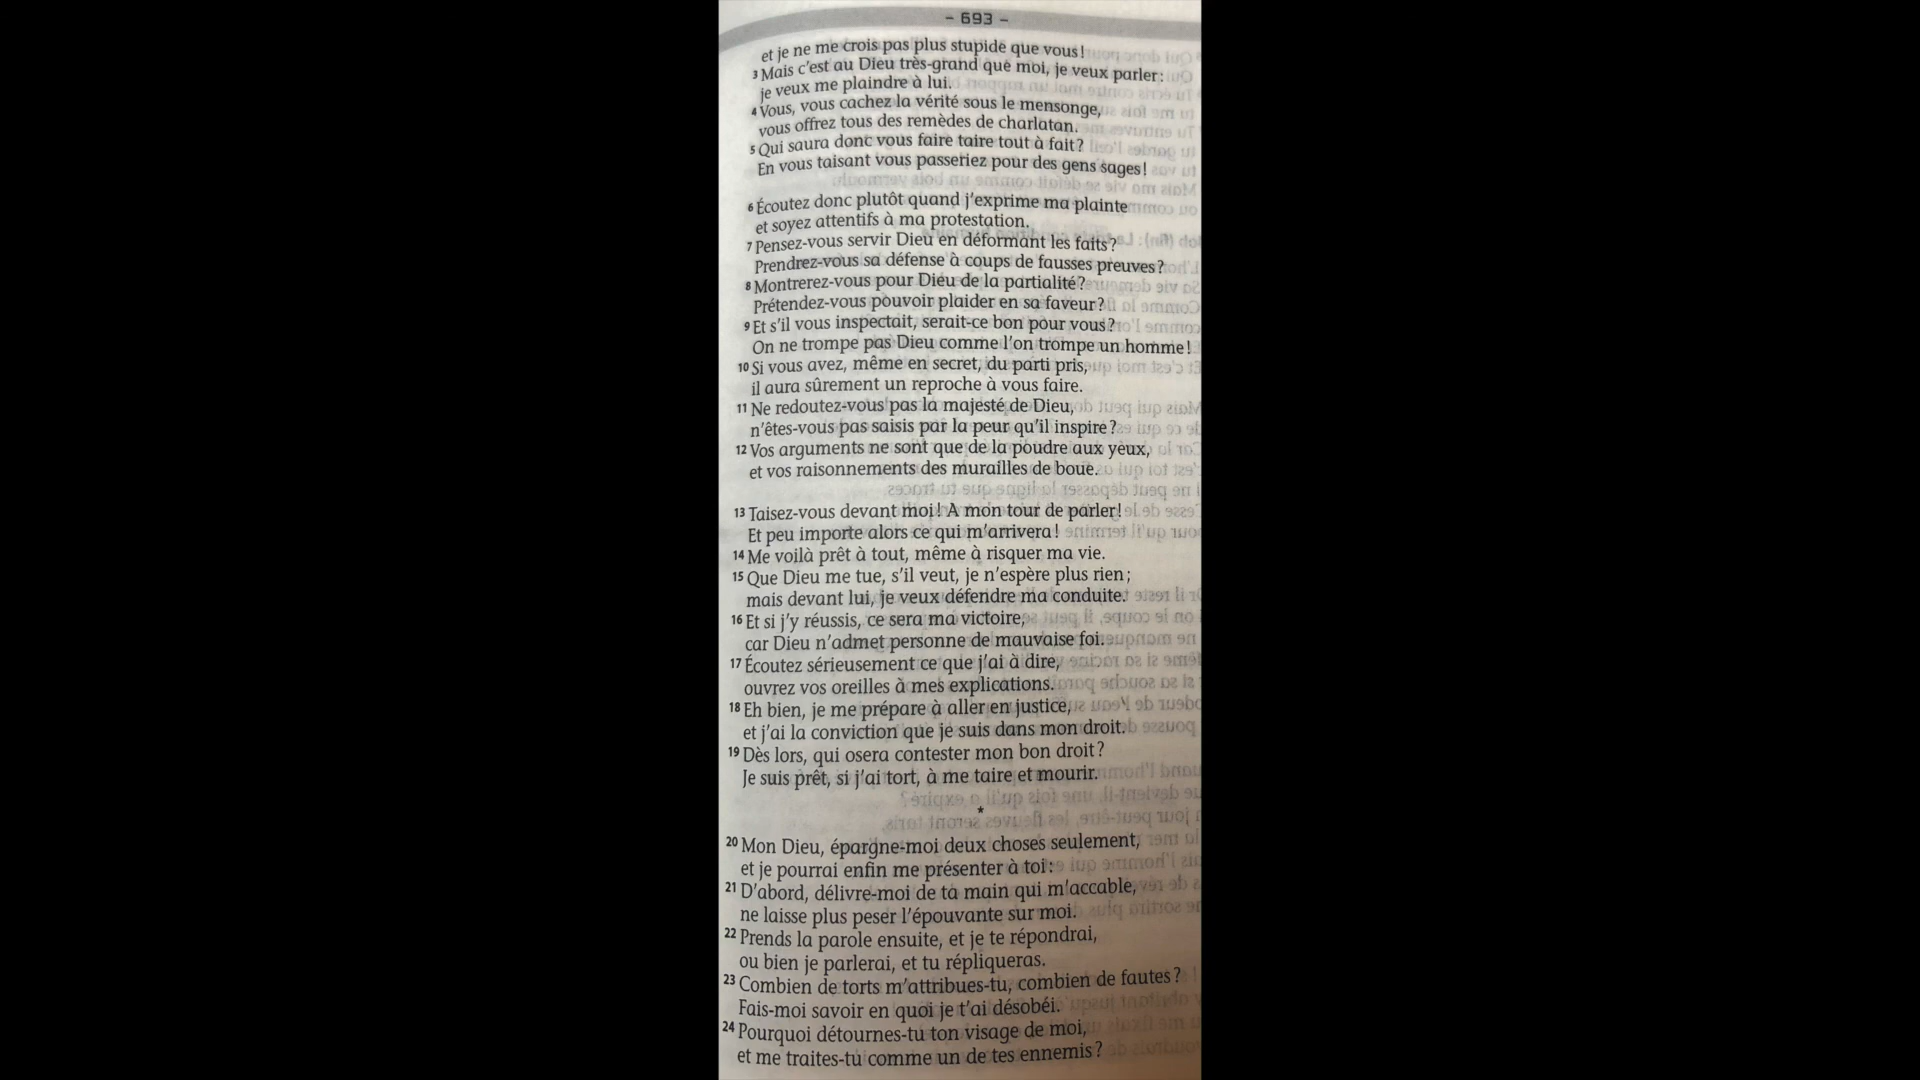 – 693 –
et je ne me crois pas plus stupide que vous !
3 Mais c'est au Dieu très-grand que moi, je veux parler :
je veux me plaindre à lui.
4 Vous, vous cachez la vérité sous le mensonge,
vous offrez tous des remèdes de charlatan.
5 Qui saura donc vous faire taire tout à fait ?
En vous taisant vous passeriez pour des gens sages !
6 Écoutez donc plutôt quand j'exprime ma plainte
et soyez attentifs à ma protestation.
7 Pensez-vous servir Dieu en déformant les faits ?
Prendrez-vous sa défense à coups de fausses preuves ?
8 Montrerez-vous pour Dieu de la partialité ?
Prétendez-vous pouvoir plaider en sa faveur ?
9 Et s'il vous inspectait, serait-ce bon pour vous ?
On ne trompe pas Dieu comme l'on trompe un homme !
10 Si vous avez, même en secret, du parti pris,
il aura sûrement un reproche à vous faire.
11 Ne redoutez-vous pas la majesté de Dieu,
n'êtes-vous pas saisis par la peur qu'il inspire ?
12 Vos arguments ne sont que de la poudre aux yeux,
et vos raisonnements des murailles de boue.
13 Taisez-vous devant moi ! A mon tour de parler !
Et peu importe alors ce qui m'arrivera !
14 Me voilà prêt à tout, même à risquer ma vie.
15 Que Dieu me tue, s'il veut, je n'espère plus rien ;
mais devant lui, je veux défendre ma conduite.
16 Et si j'y réussis, ce sera ma victoire,
car Dieu n'admet personne de mauvaise foi.
17 Écoutez sérieusement ce que j'ai à dire,
ouvrez vos oreilles à mes explications.
18 Eh bien, je me prépare à aller en justice,
et j'ai la conviction que je suis dans mon droit.
19 Dès lors, qui osera contester mon bon droit ?
Je suis prêt, si j'ai tort, à me taire et mourir.
*
20 Mon Dieu, épargne-moi deux choses seulement,
et je pourrai enfin me présenter à toi :
21 D'abord, délivre-moi de ta main qui m'accable,
ne laisse plus peser l'épouvante sur moi.
22 Prends la parole ensuite, et je te répondrai,
ou bien je parlerai, et tu répliqueras.
23 Combien de torts m'attribues-tu, combien de fautes ?
Fais-moi savoir en quoi je t'ai désobéi.
24 Pourquoi détournes-tu ton visage de moi,
et me traites-tu comme un de tes ennemis ?